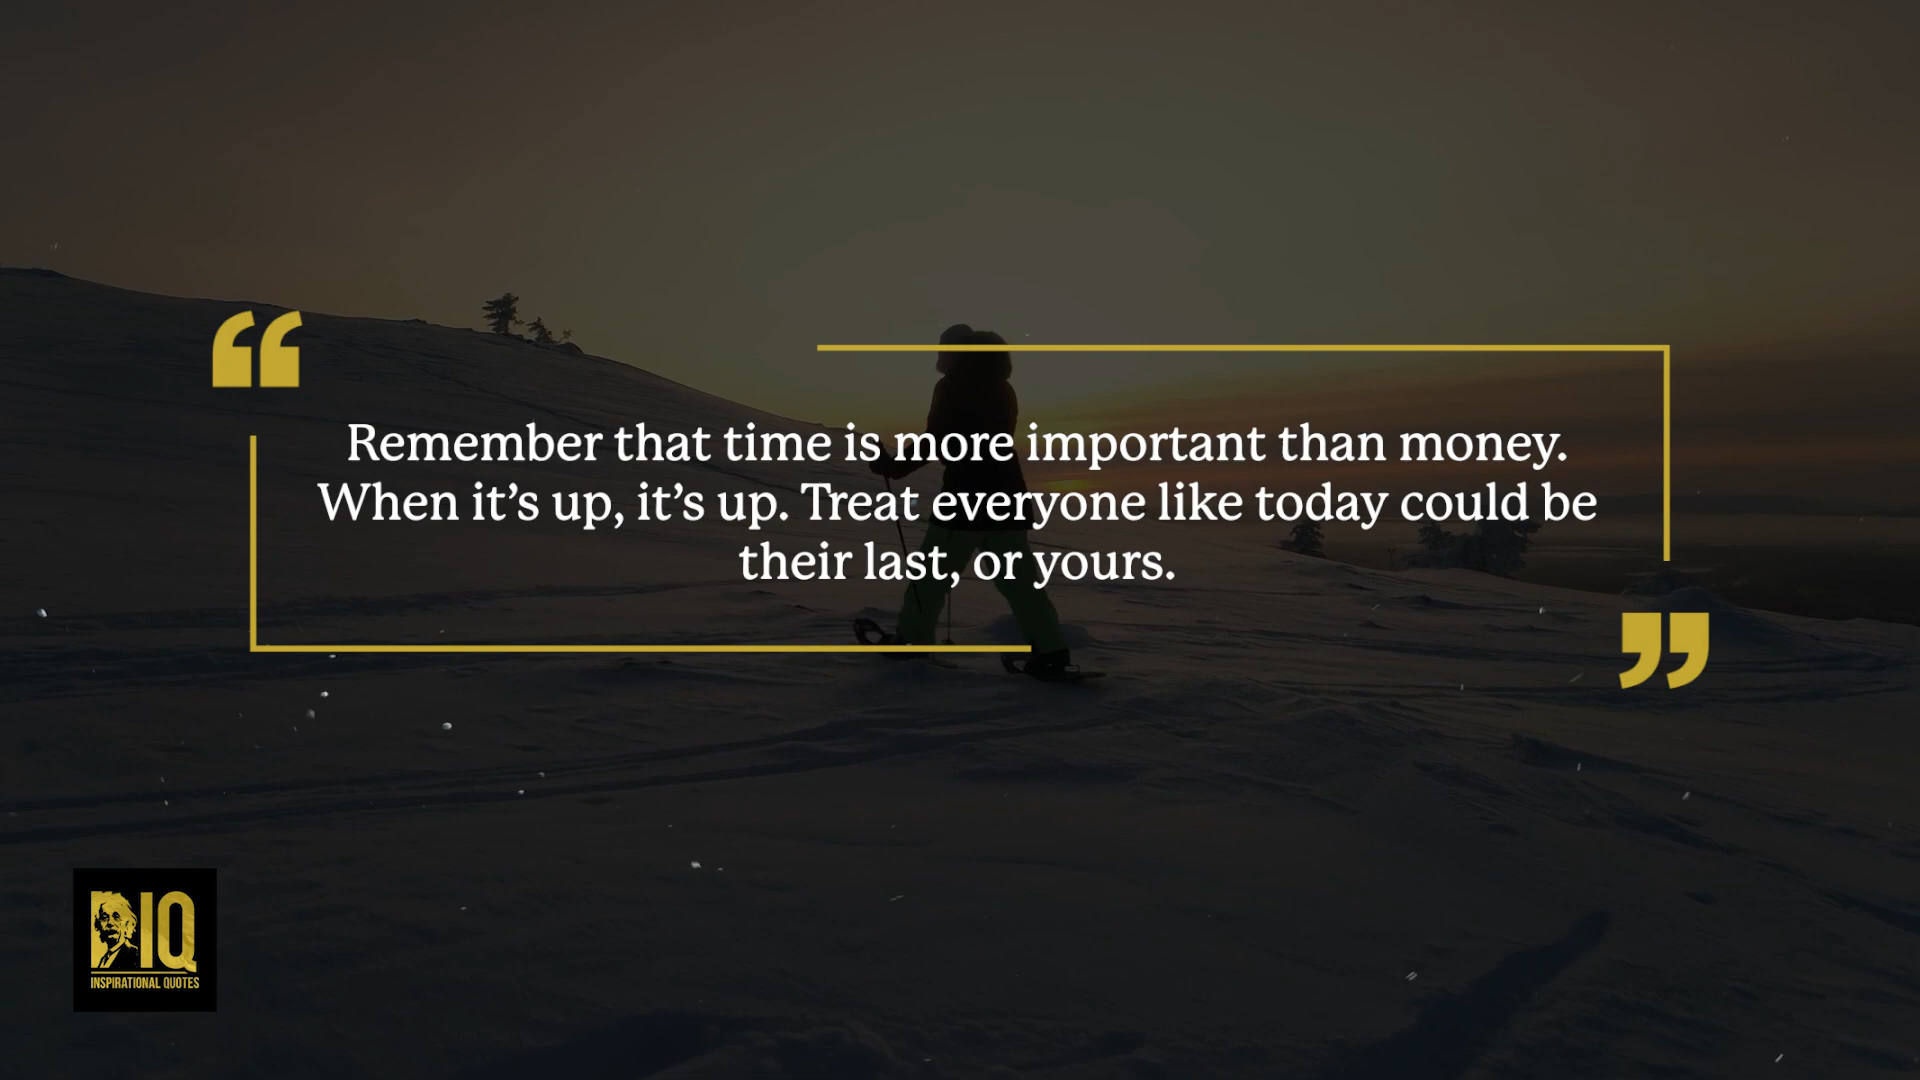 “
Remember that time is more important than money.
When it’s up, it’s up. Treat everyone like today could be
their last, or yours.
”
IQ
INSPIRATIONAL QUOTES